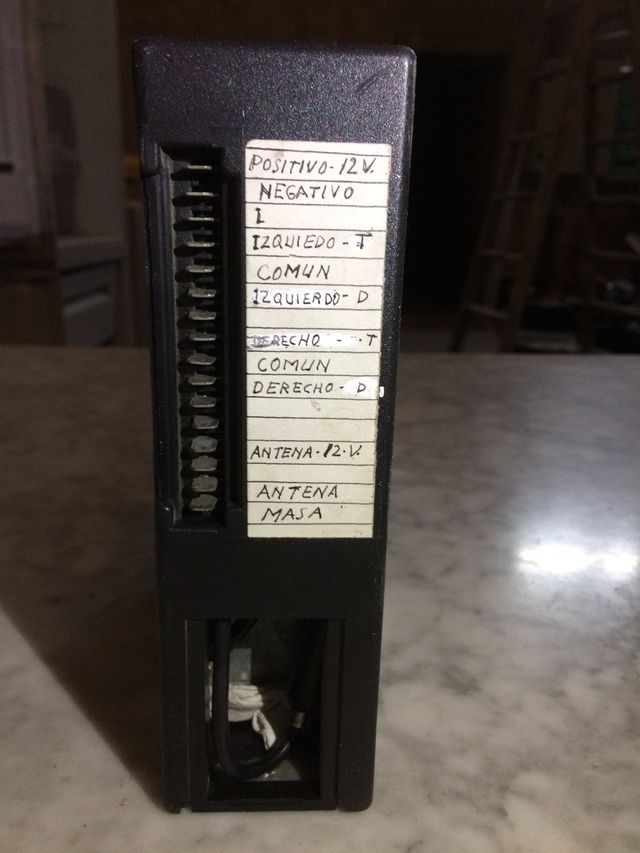 POSITIVO-12V.
NEGATIVO
I
IZQUIEDO-T
COMUN
IZQUIERDO-D
DERECHO - T
COMUN
DERECHO-D
ANTENA-12.V.
ANTENA
MASA